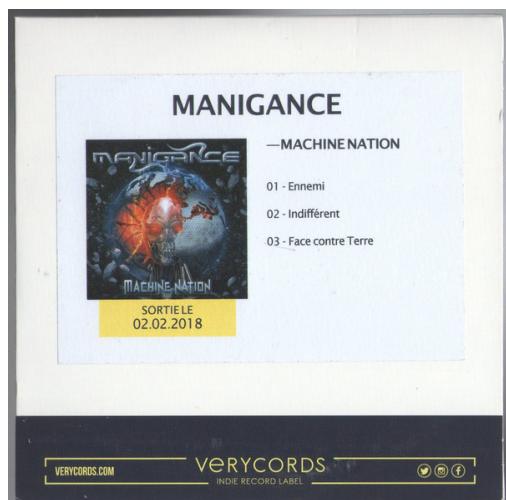 MANIGANCE
MANIGANCE
MACHINE NATION
SORTIE LE
02.02.2018
—MACHINE NATION
01 - Ennemi
02 - Indifférent
03 - Face contre Terre
VERYCORDS.COM
VERYCORDS
INDIE RECORD LABEL